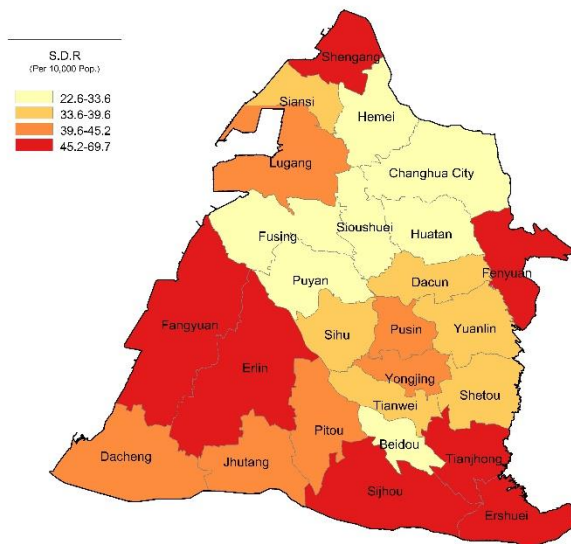 S.D.R
(Per 10,000 Pop.)
22.6-33.6
33.6-39.6
39.6-45.2
45.2-69.7
Shengang
Siansi
Hemei
Lugang
Changhua City
Sioushuei
Huatan
Fusing
Fenyuan
Puyan
Dacun
Fangyuan
Sihu
Pusin
Yuanlin
Erlin
Yongjing
Shetou
Tianwei
Pitou
Beidou
Dacheng
Jhutang
Tianjhong
Sijhou
Ershuei